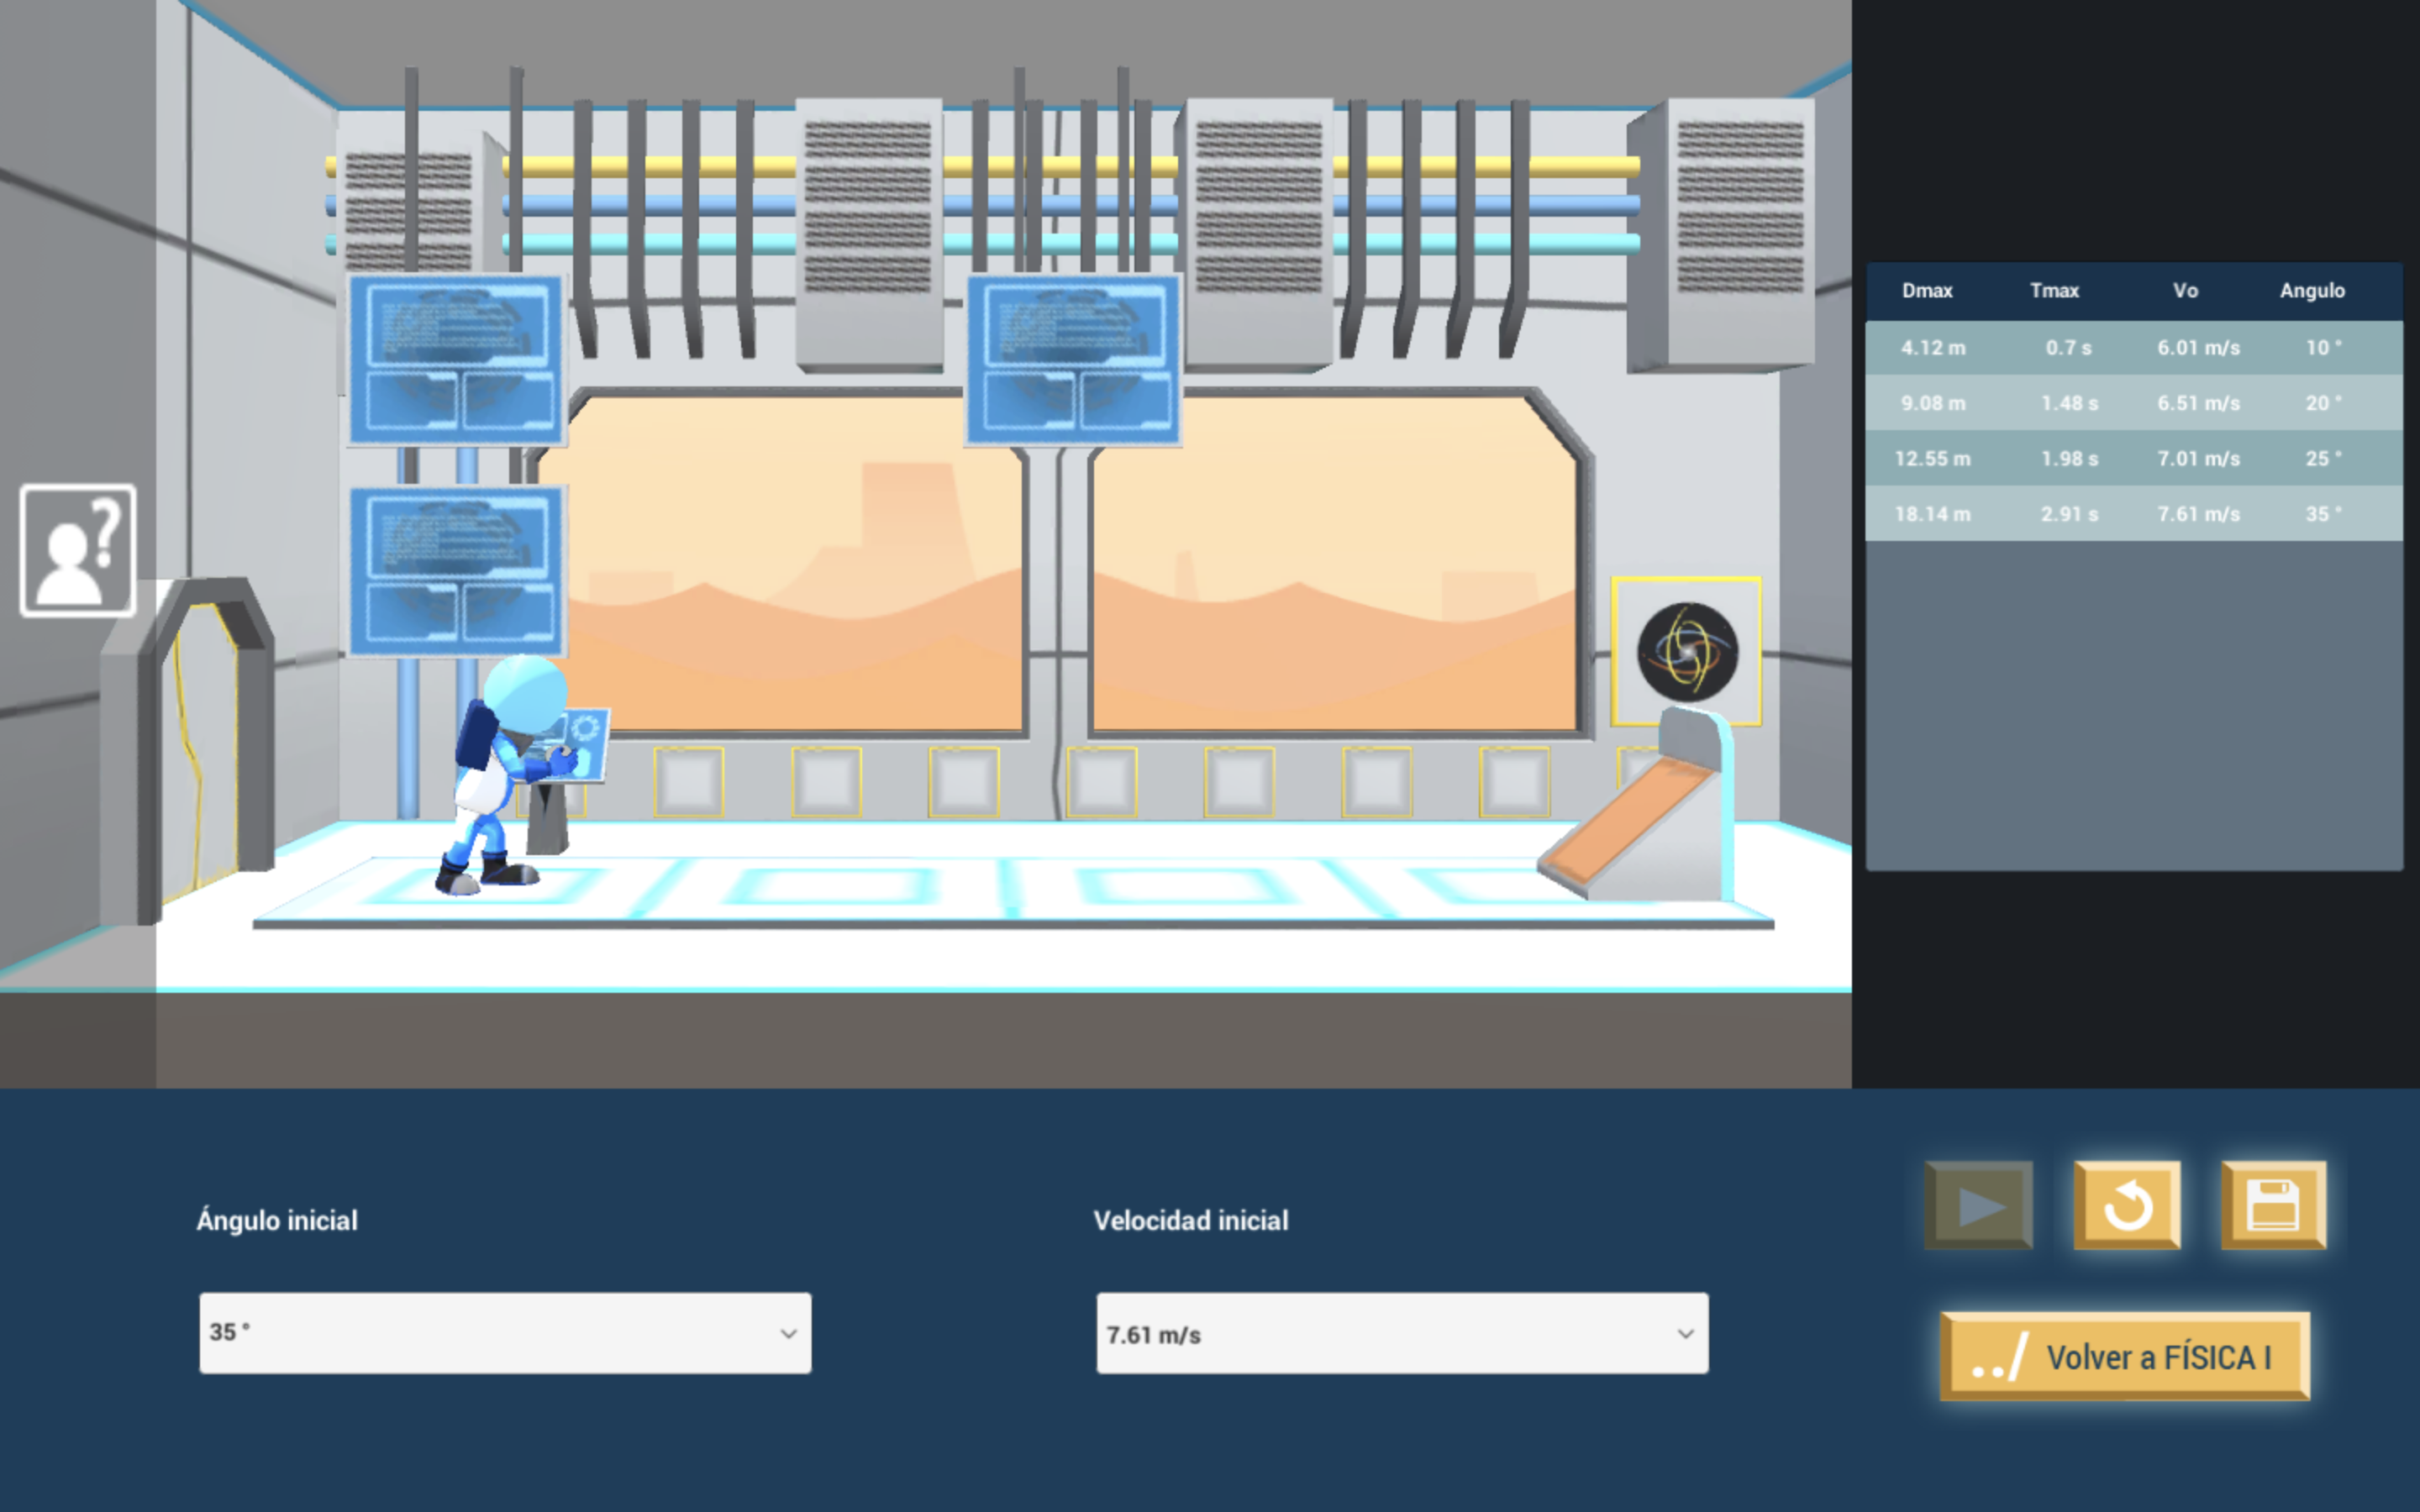 Dmax Tmax Vo Angulo
4.12 m 0.7 s 6.01 m/s 10 °
9.08 m 1.48 s 6.51 m/s 20 °
12.55 m 1.98 s 7.01 m/s 25 °
18.14 m 2.91 s 7.61 m/s 35 °
?
Ángulo inicial Velocidad inicial
35 ° 7.61 m/s
../ Volver a FÍSICA I